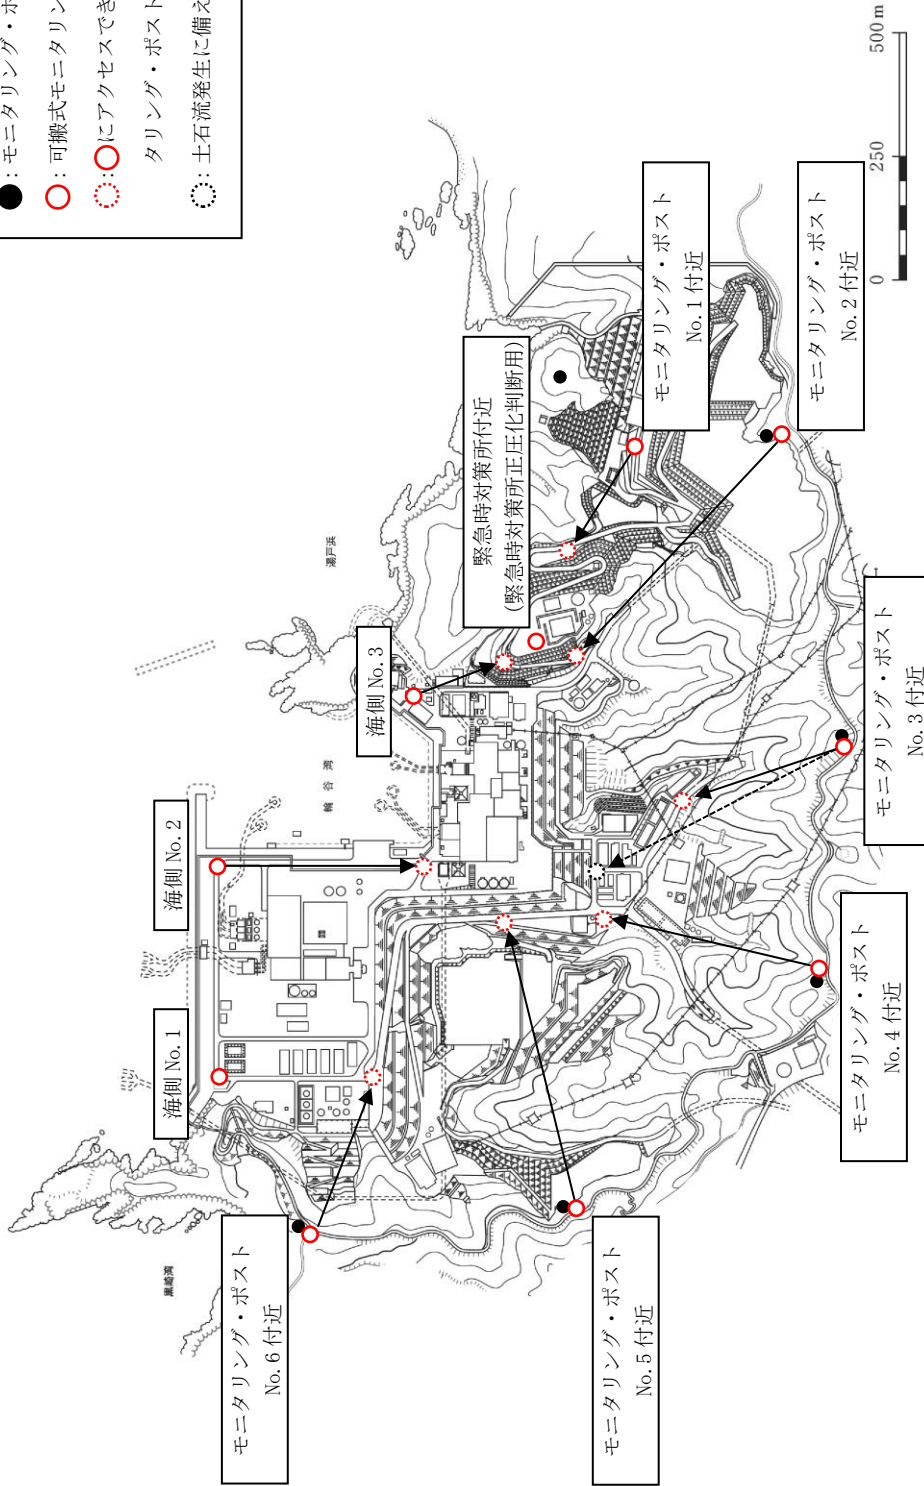 ●：モニタリング・ポ
○：可搬式モニタリン
：○にアクセスでき
タリング・ポスト
：土石流発生に備え
海側 No.1
海側 No.2
海側 No.3
緊急時対策所付近
(緊急時対策所正圧化判断用)
モニタリング・ポスト
No.1 付近
モニタリング・ポスト
No.2 付近
モニタリング・ポスト
No.3 付近
モニタリング・ポスト
No.4 付近
モニタリング・ポスト
No.5 付近
モニタリング・ポスト
No.6 付近
輪谷湾
湯戸浜
黒崎湾
0 250 500 m